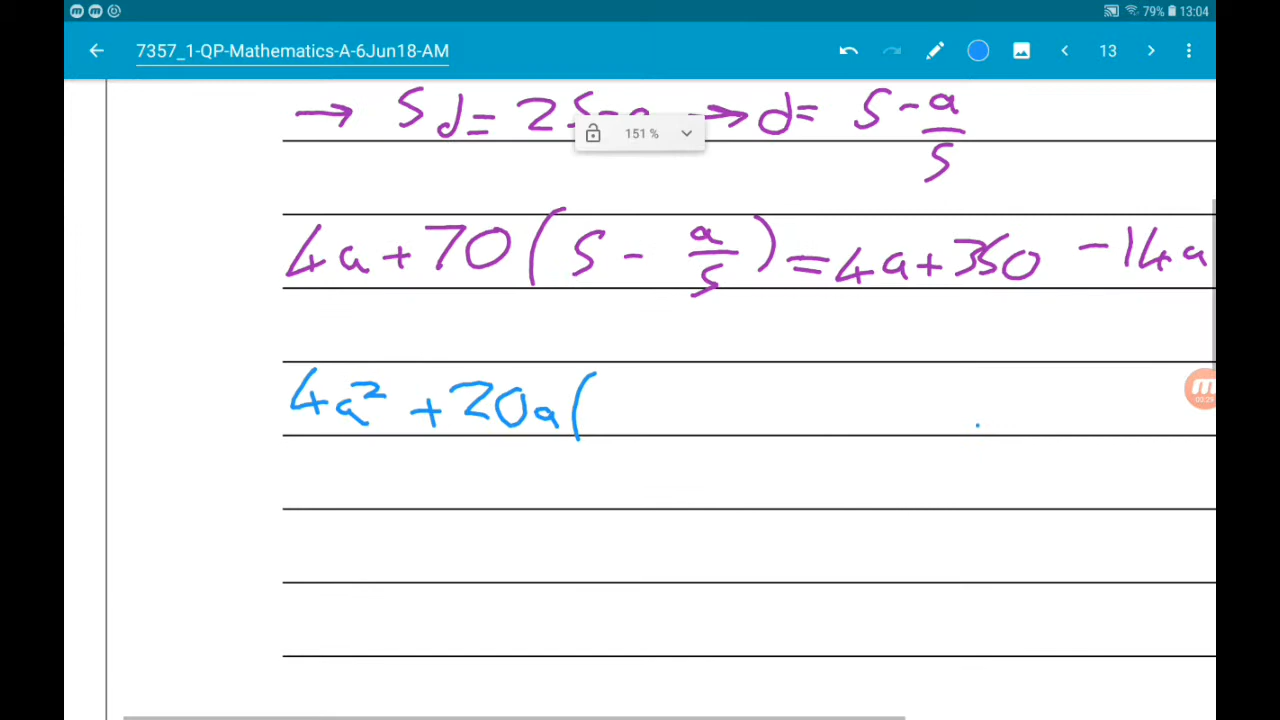 79% 13:04
7357_1-QP-Mathematics-A-6Jun18-AM
13
→ 5d = 25 - a → d = 5 - a/5
151 %
4a + 70 ( 5 - a/5 ) = 4a + 350 - 14a
4a² + 20a (